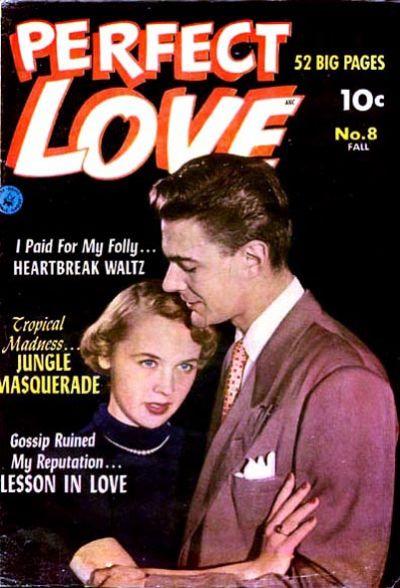 PERFECT
LOVE
52 BIG PAGES
10c
No.8
FALL
I Paid For My Folly...
HEARTBREAK WALTZ
Tropical
Madness...
JUNGLE
MASQUERADE
Gossip Ruined
My Reputation...
LESSON IN LOVE